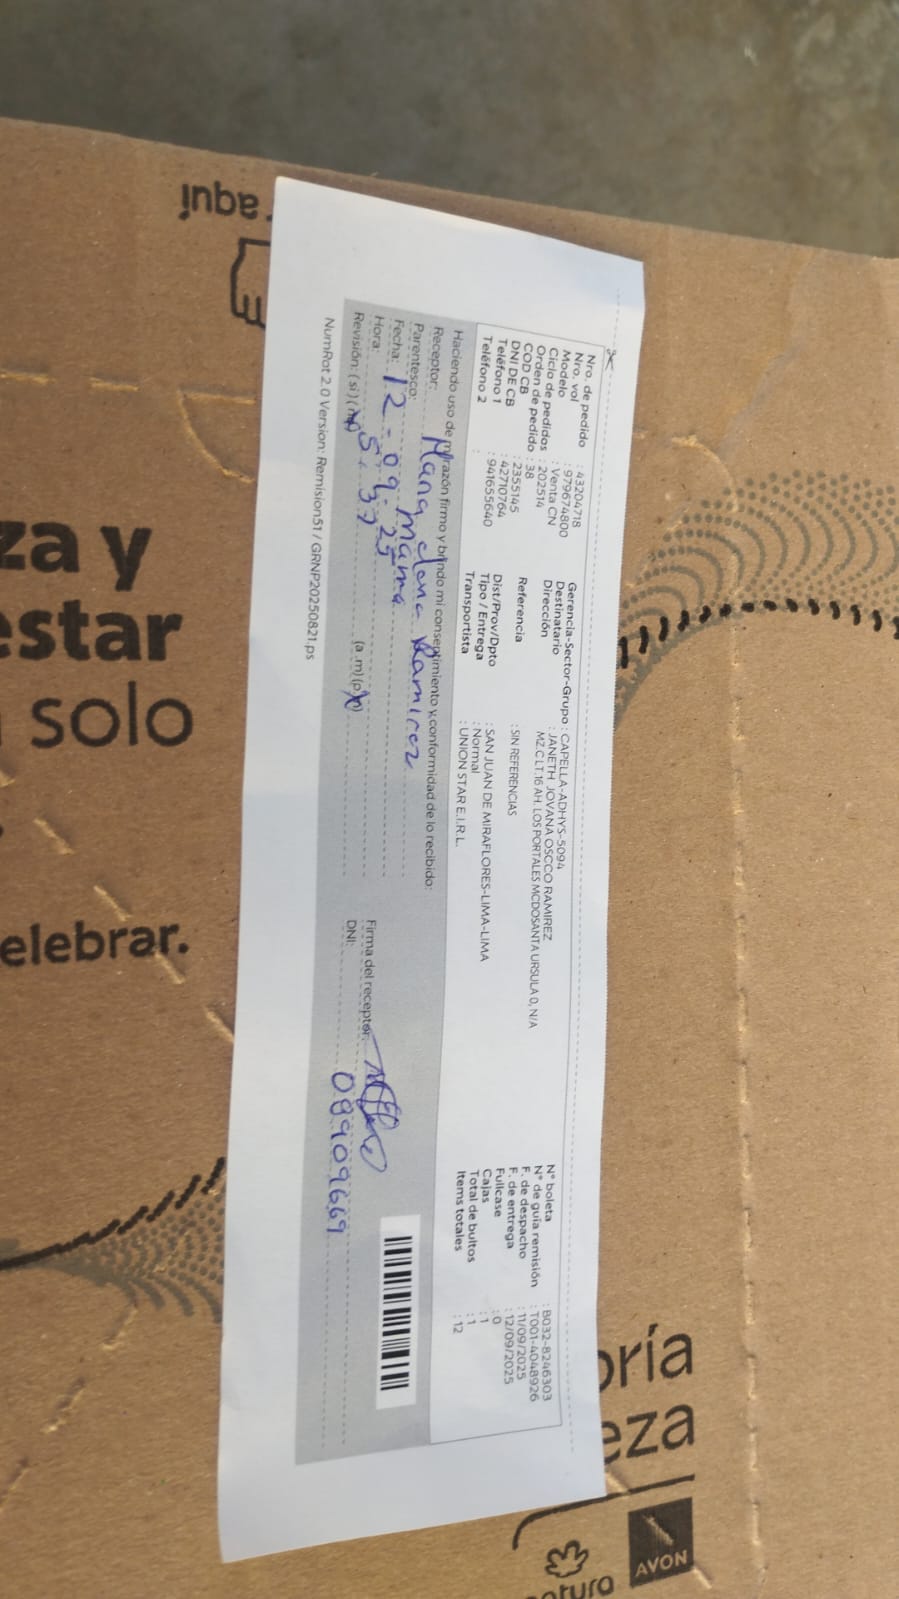 r aquí
za y
estar
solo
elebrar.
Nro. de pedido : 43204718
Nro. vol : 979674800
Modelo : Venta CN
Ciclo de pedidos : 202514
Orden de pedido : 38
COD CB : 2355145
DNI DE CB : 42710764
Teléfono 1 : 941655640
Teléfono 2 :
Gerencia-Sector-Grupo : CAPELLA-ADHYS-5094
Destinatario : JANETH JOVANA OSCCO RAMIREZ
Dirección MZ.C LT.16 AH. LOS PORTALES MCDOSANTA URSULA 0, N/A
Referencia : SIN REFERENCIAS
Dist/Prov/Dpto : SAN JUAN DE MIRAFLORES-LIMA-LIMA
Tipo / Entrega : Normal
Transportista : UNION STAR E.I.R.L.
N° boleta : B032-8246303
N° de guía remisión : T001-4048926
F. de despacho : 11/09/2025
F. de entrega : 12/09/2025
Fullcase : 0
Cajas : 1
Total de bultos : 1
Items totales : 12
Haciendo uso de mi razón firmo y brindo mi consentimiento y conformidad de lo recibido:
Receptor: Ramirez
Parentesco: mama
Fecha: 12-09-25
Hora: 5:37 (a.m)(p.m)
Revisión: (si)(no)
Firma del receptor:
DNI: 08909669
NumRot 2.0 Version: Remision51 / GRNP20250821.ps
oría
eza
natura
AVON